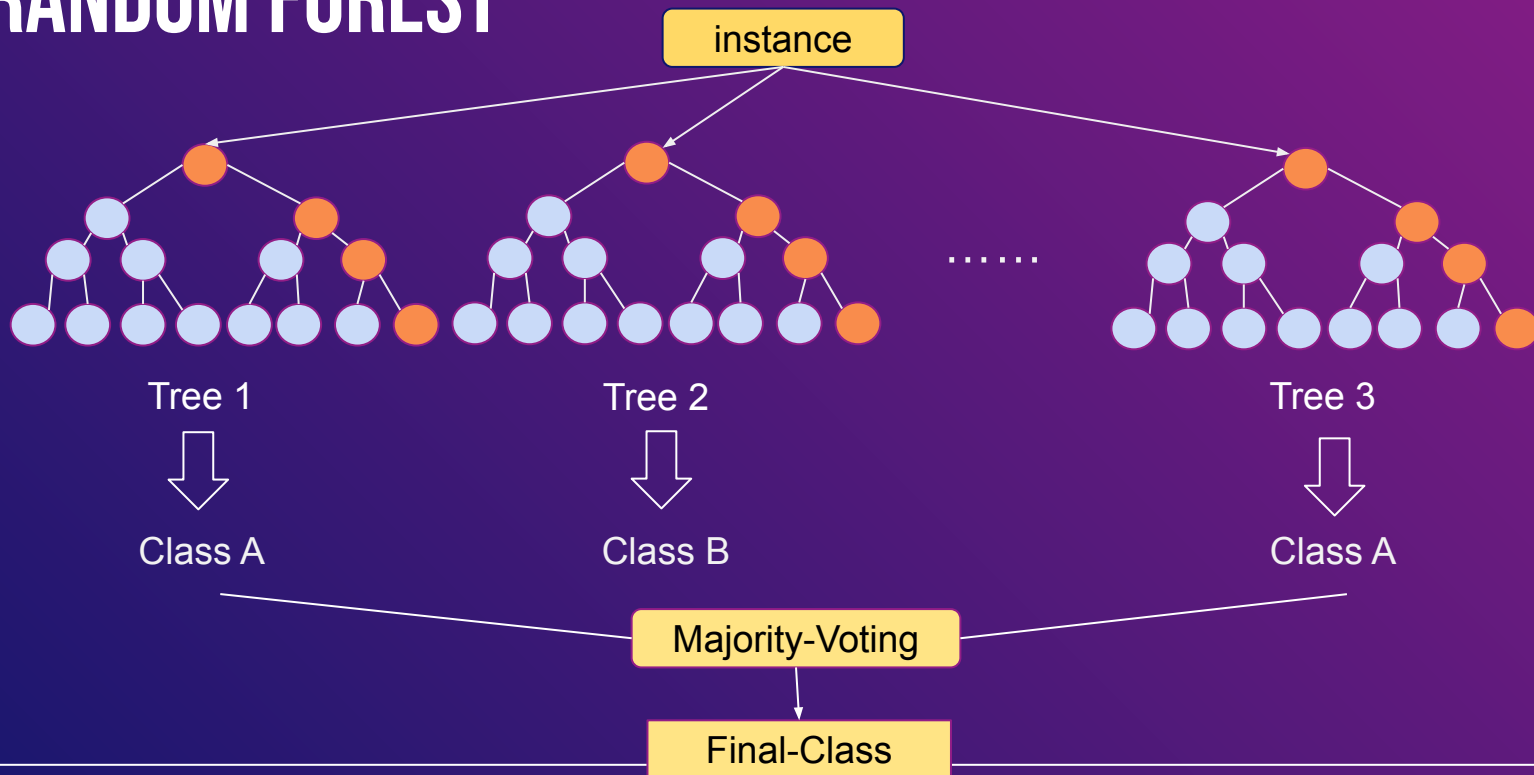 RANDOM FOREST
instance
......
Tree 1
Tree 2
Tree 3
Class A
Class B
Class A
Majority-Voting
Final-Class